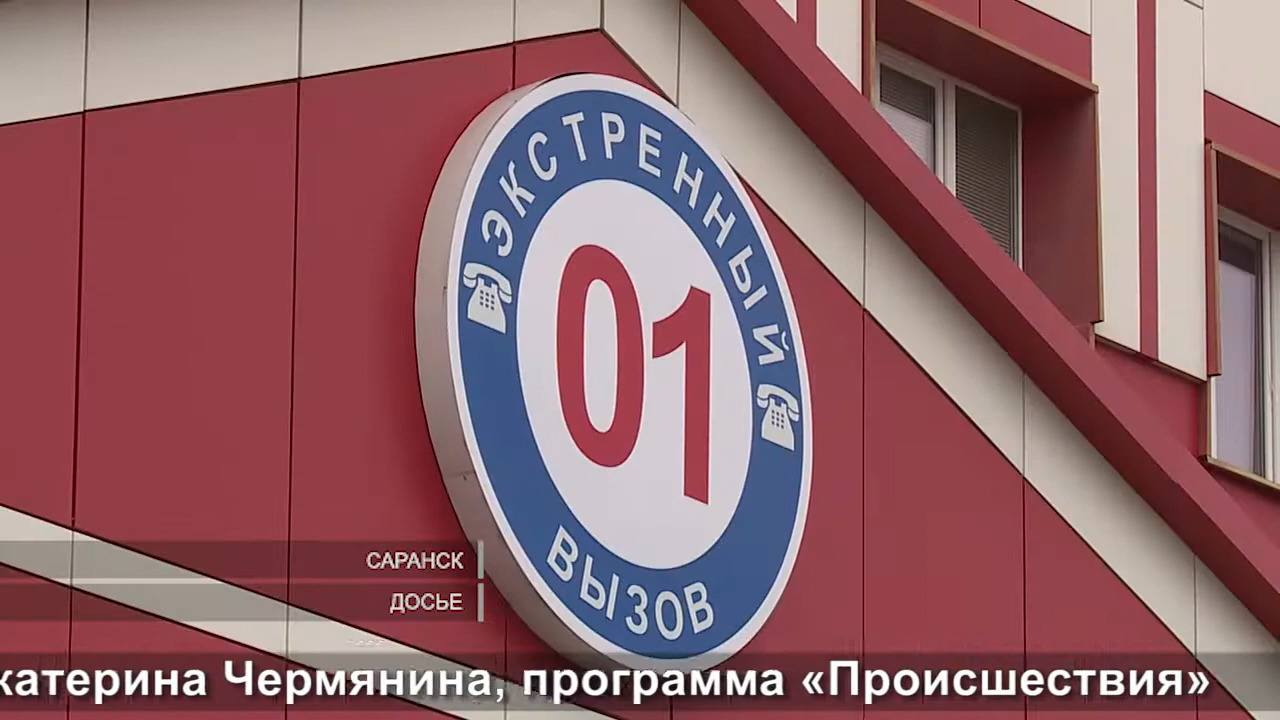 ЭКСТРЕННЫЙ
01
ВЫЗОВ
САРАНСК
ДОСЬЕ
катерина Чермянина, программа «Происшествия»